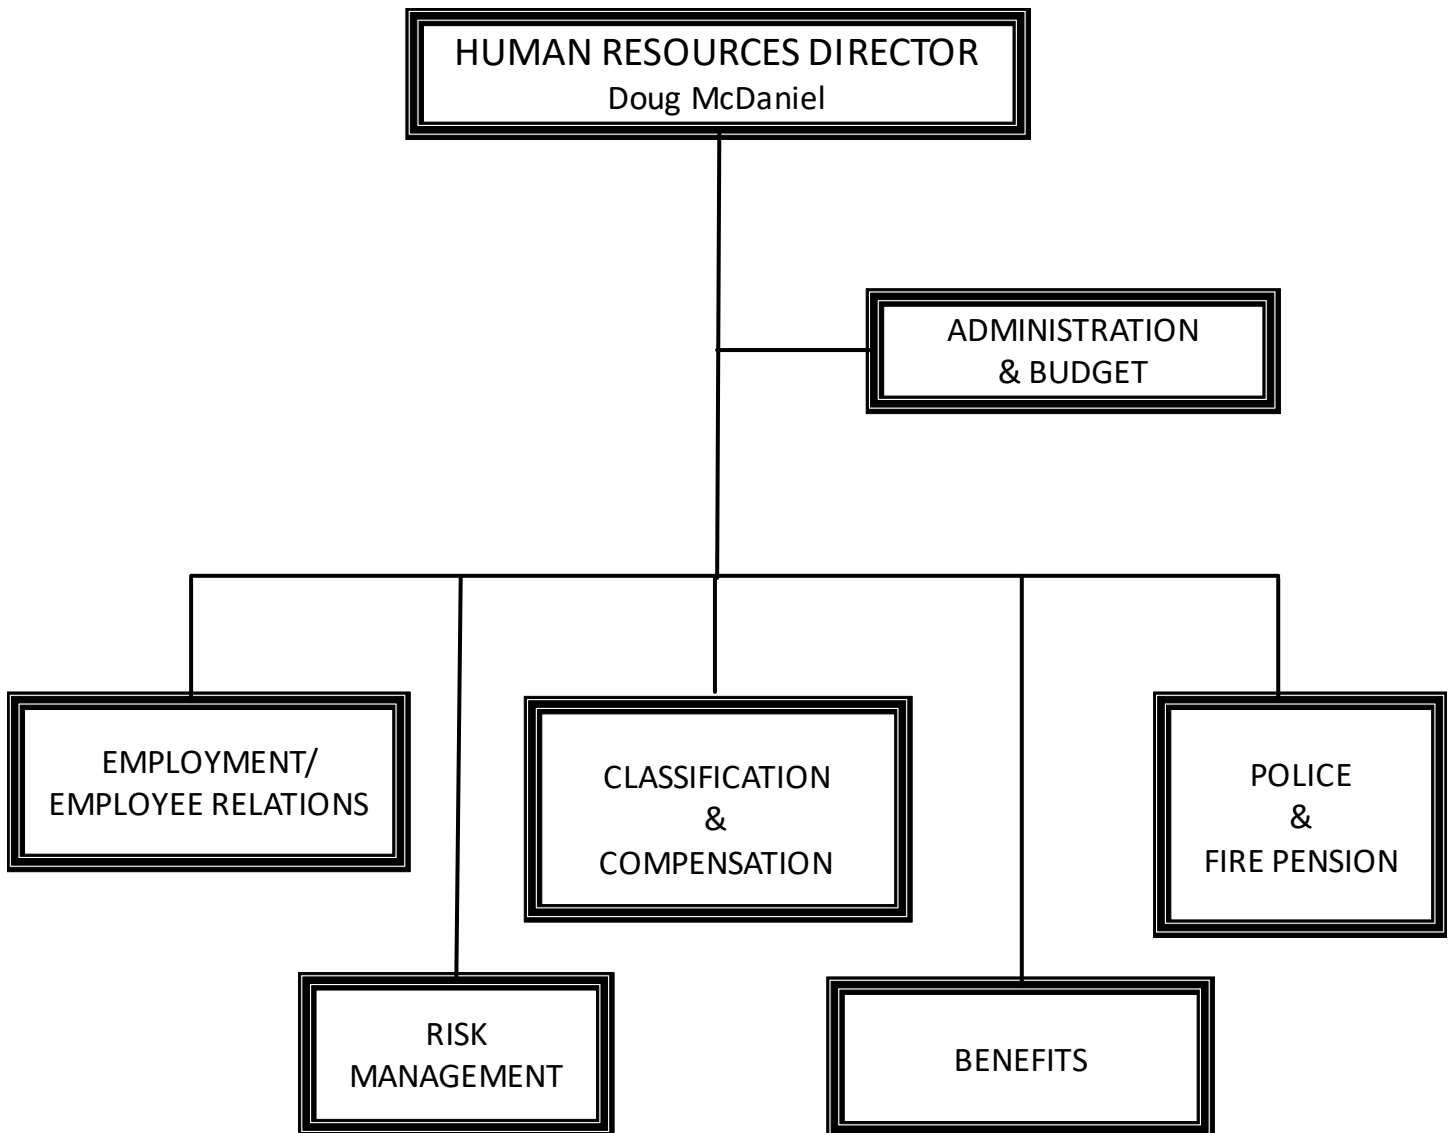 HUMAN RESOURCES DIRECTOR
Doug McDaniel
ADMINISTRATION
& BUDGET
EMPLOYMENT/
EMPLOYEE RELATIONS
CLASSIFICATION
&
COMPENSATION
POLICE
&
FIRE PENSION
RISK
MANAGEMENT
BENEFITS